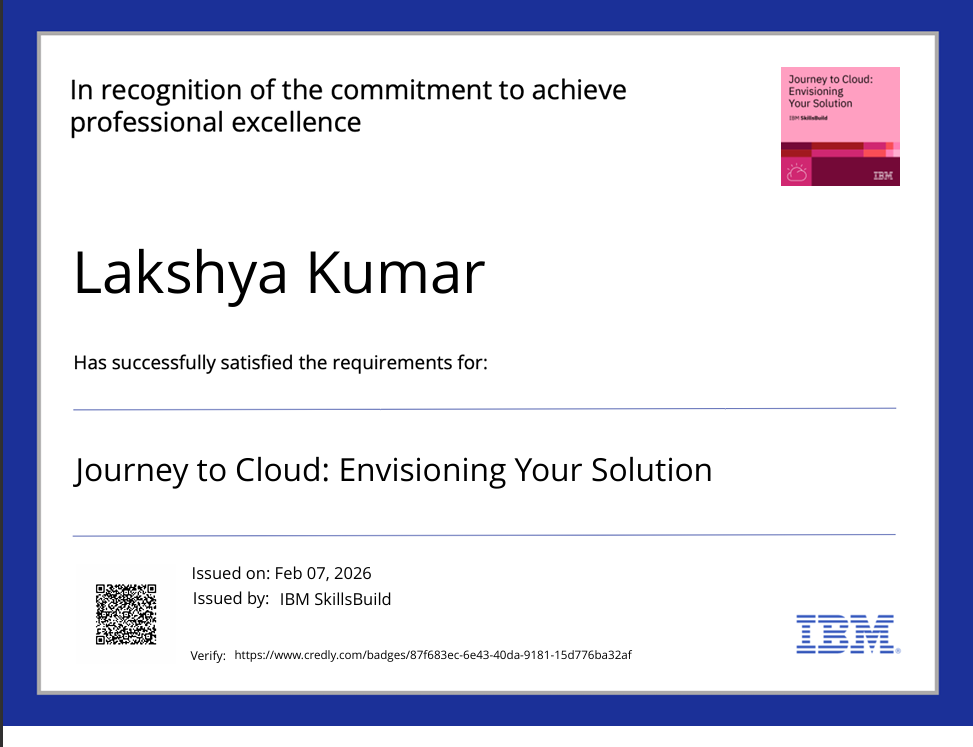 In recognition of the commitment to achieve
professional excellence
Journey to Cloud:
Envisioning
Your Solution
IBM SkillsBuild
IBM
Lakshya Kumar
Has successfully satisfied the requirements for:
Journey to Cloud: Envisioning Your Solution
Issued on: Feb 07, 2026
Issued by: IBM SkillsBuild
Verify: https://www.credly.com/badges/87f683ec-6e43-40da-9181-15d776ba32af
IBM®